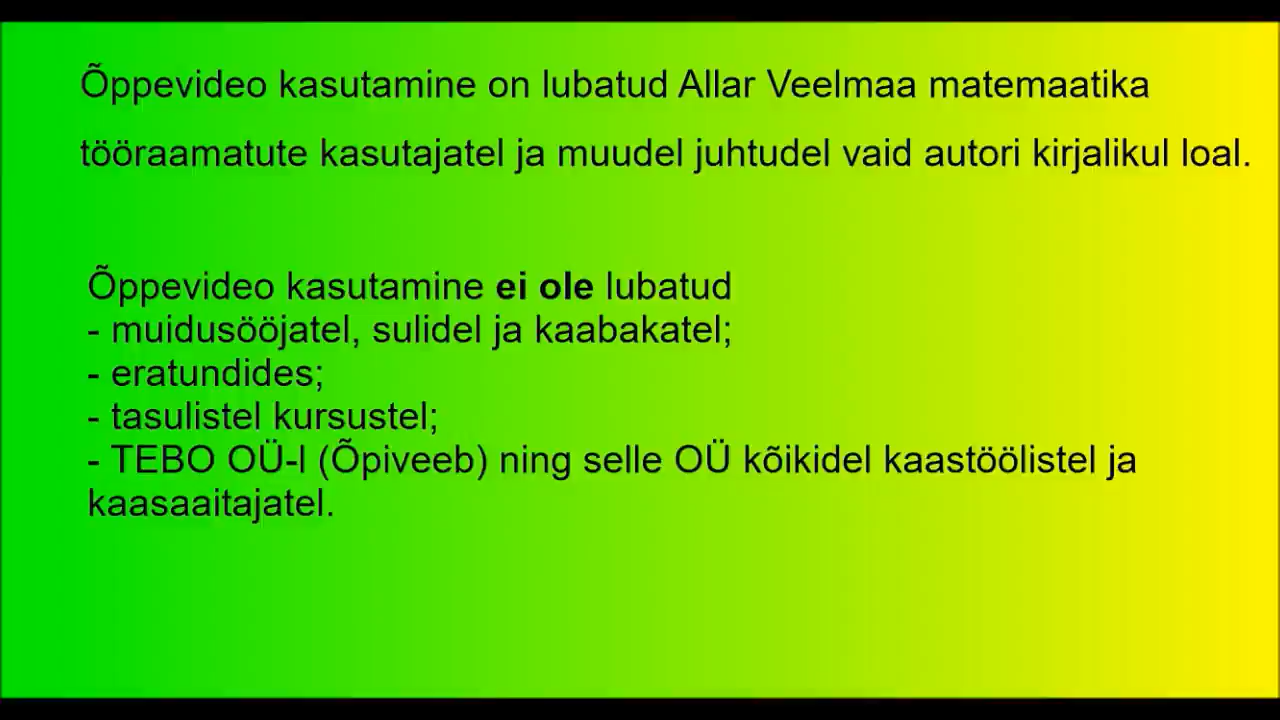 Õppevideo kasutamine on lubatud Allar Veelmaa matemaatika
tööraamatute kasutajatel ja muudel juhtudel vaid autori kirjalikul loal.
Õppevideo kasutamine ei ole lubatud
- muidusööjatel, sulidel ja kaabakatel;
- eratundides;
- tasulistel kursustel;
- TEBO OÜ-l (Õpiveeb) ning selle OÜ kõikidel kaastöölistel ja
kaasaaitajatel.